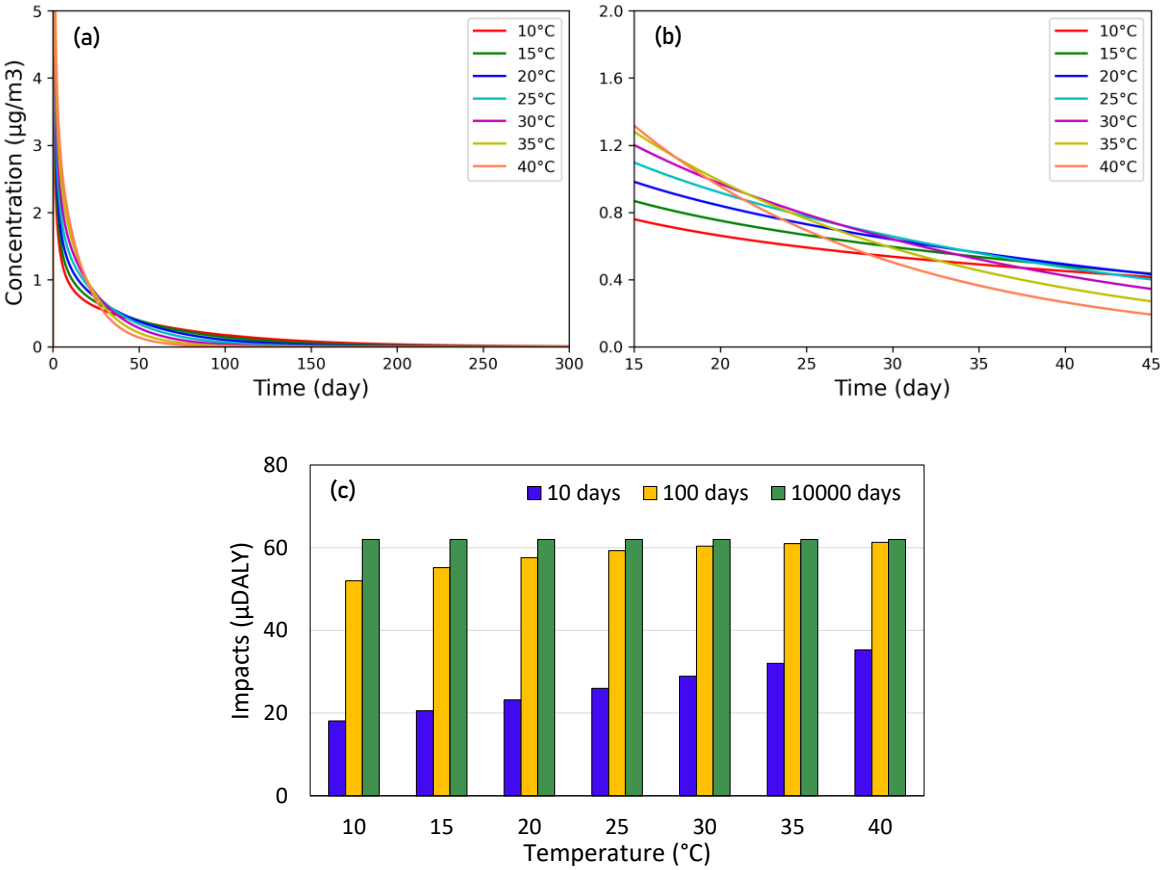 (a)
10°C
15°C
20°C
25°C
30°C
35°C
40°C
Concentration (µg/m3)
5
4
3
2
1
0
0 50 100 150 200 250 300
Time (day)
(b)
10°C
15°C
20°C
25°C
30°C
35°C
40°C
2.0
1.6
1.2
0.8
0.4
0.0
15 20 25 30 35 40 45
Time (day)
(c)
10 days 100 days 10000 days
Impacts (µDALY)
80
60
40
20
0
10 15 20 25 30 35 40
Temperature (°C)